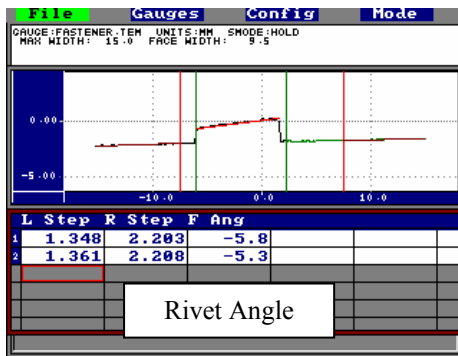 File Gauges Config Mode
GAUGE:FASTENER.TEM UNITS:MM SMODE:HOLD
MAX WIDTH: 15.0 FACE WIDTH: 9.5
0.00
-5.00
-10.0 0.0 10.0
L Step R Step F Ang
1 1.348 2.203 -5.8
2 1.361 2.208 -5.3
Rivet Angle